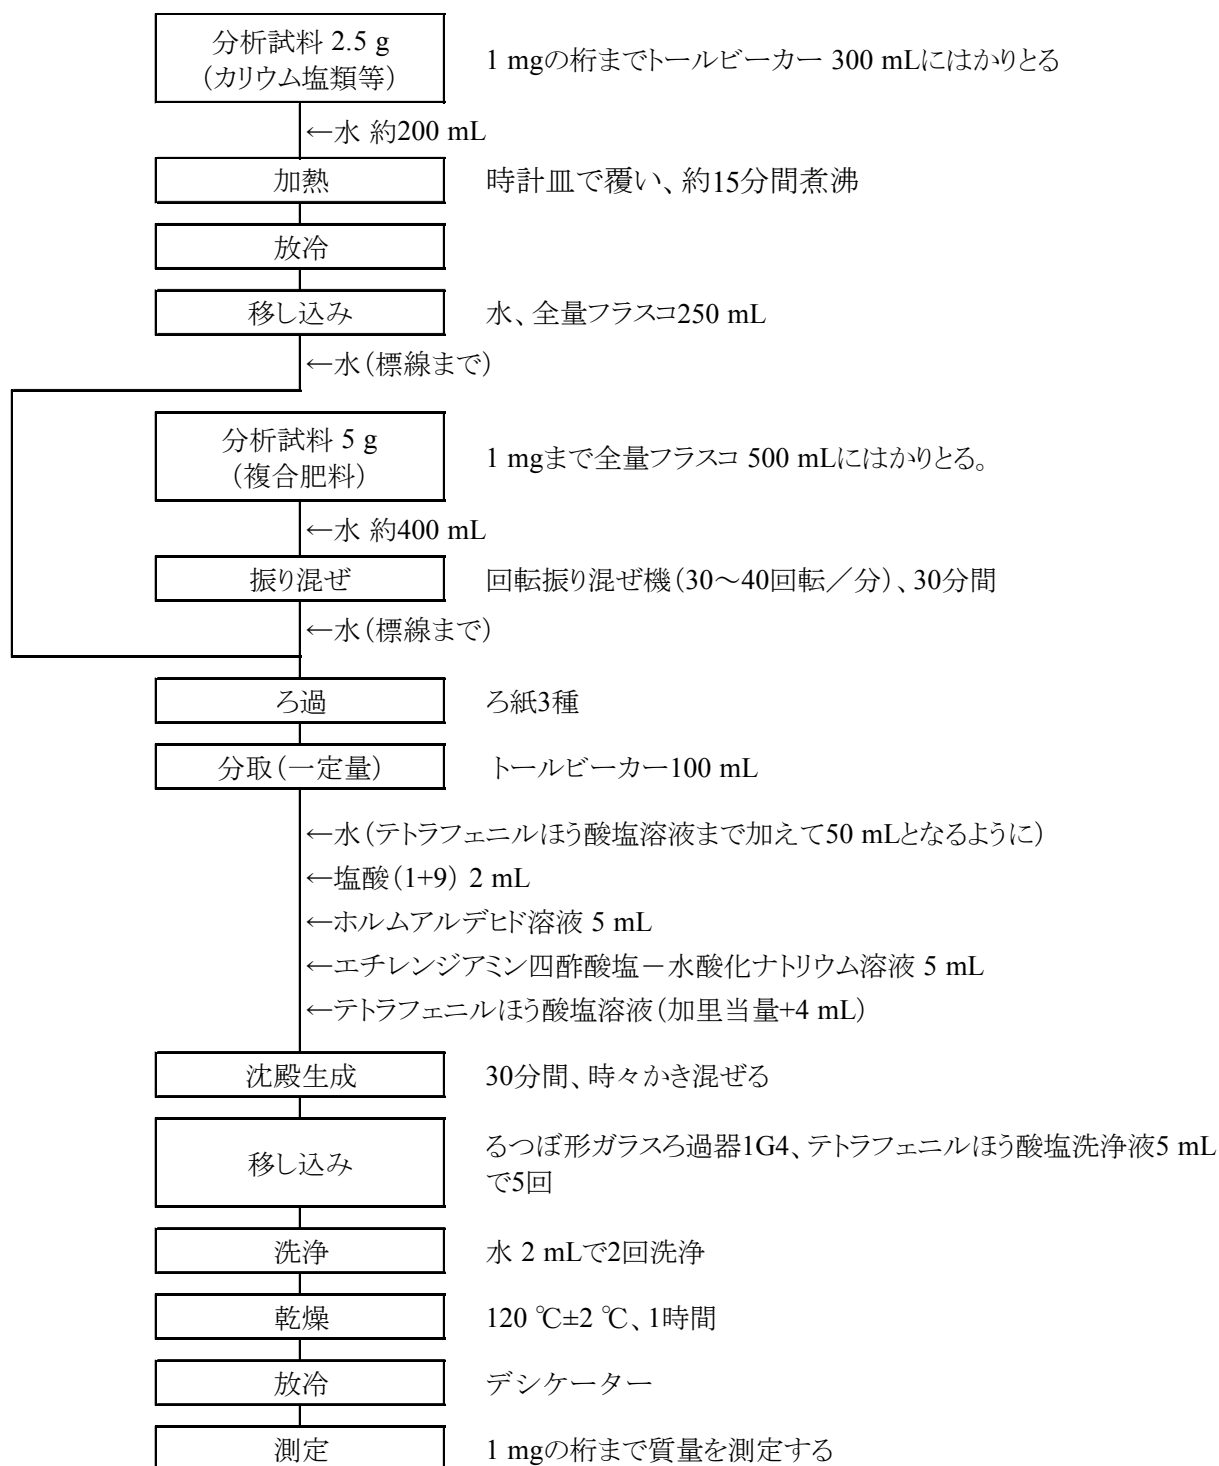 分析試料 2.5 g
(カリウム塩類等)
1 mgの桁までトールビーカー 300 mLにはかりとる
←水 約200 mL
加熱
時計皿で覆い、約15分間煮沸
放冷
移し込み
水、全量フラスコ250 mL
←水(標線まで)
分析試料 5 g
(複合肥料)
1 mgまで全量フラスコ 500 mLにはかりとる。
←水 約400 mL
振り混ぜ
回転振り混ぜ機(30～40回転／分)、30分間
←水(標線まで)
ろ過
ろ紙3種
分取(一定量)
トールビーカー100 mL
←水(テトラフェニルほう酸塩溶液まで加えて50 mLとなるように)
←塩酸(1+9) 2 mL
←ホルムアルデヒド溶液 5 mL
←エチレンジアミン四酢酸塩－水酸化ナトリウム溶液 5 mL
←テトラフェニルほう酸塩溶液(加里当量+4 mL)
沈殿生成
30分間、時々かき混ぜる
移し込み
るつぼ形ガラスろ過器1G4、テトラフェニルほう酸塩洗浄液5 mL
で5回
洗浄
水 2 mLで2回洗浄
乾燥
120 ℃±2 ℃、1時間
放冷
デシケーター
測定
1 mgの桁まで質量を測定する